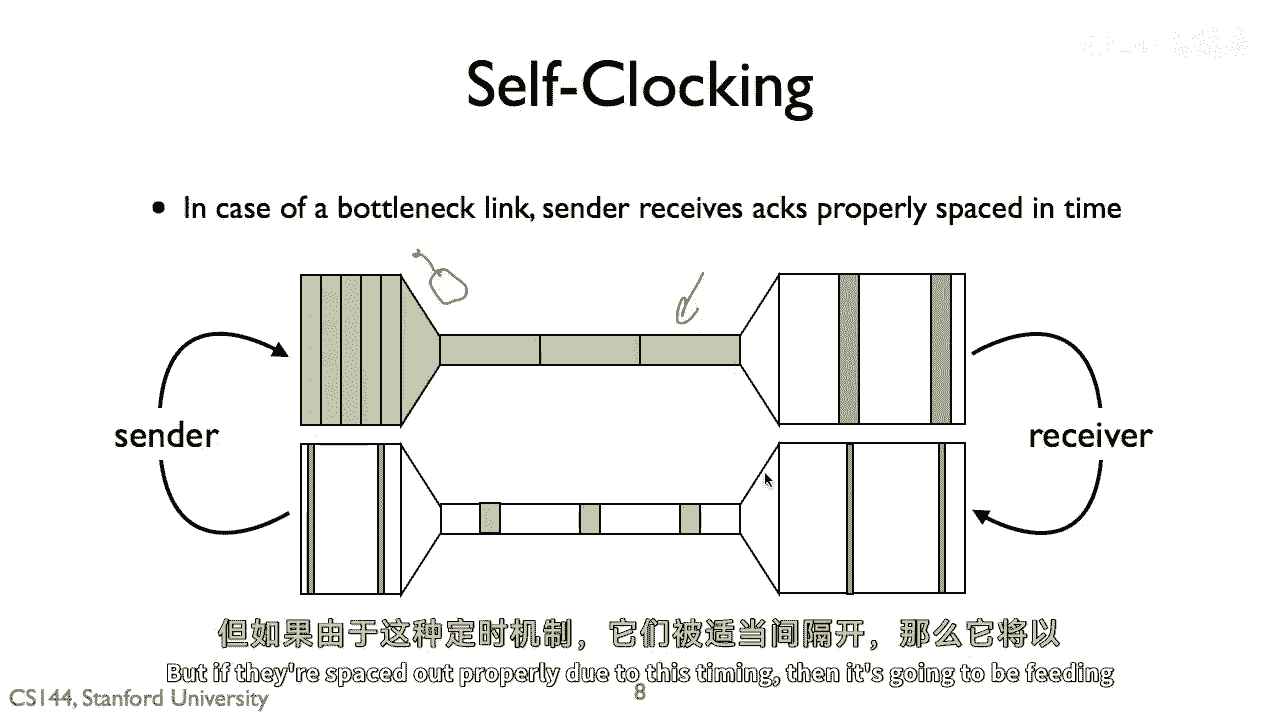 Self-Clocking
• In case of a bottleneck link, sender receives acks properly spaced in time
sender
receiver
但如果由于这种定时机制，它们被适当间隔开，那么它将以
But if they're spaced out properly due to this timing, then it's going to be feeding
CS144, Stanford University
8